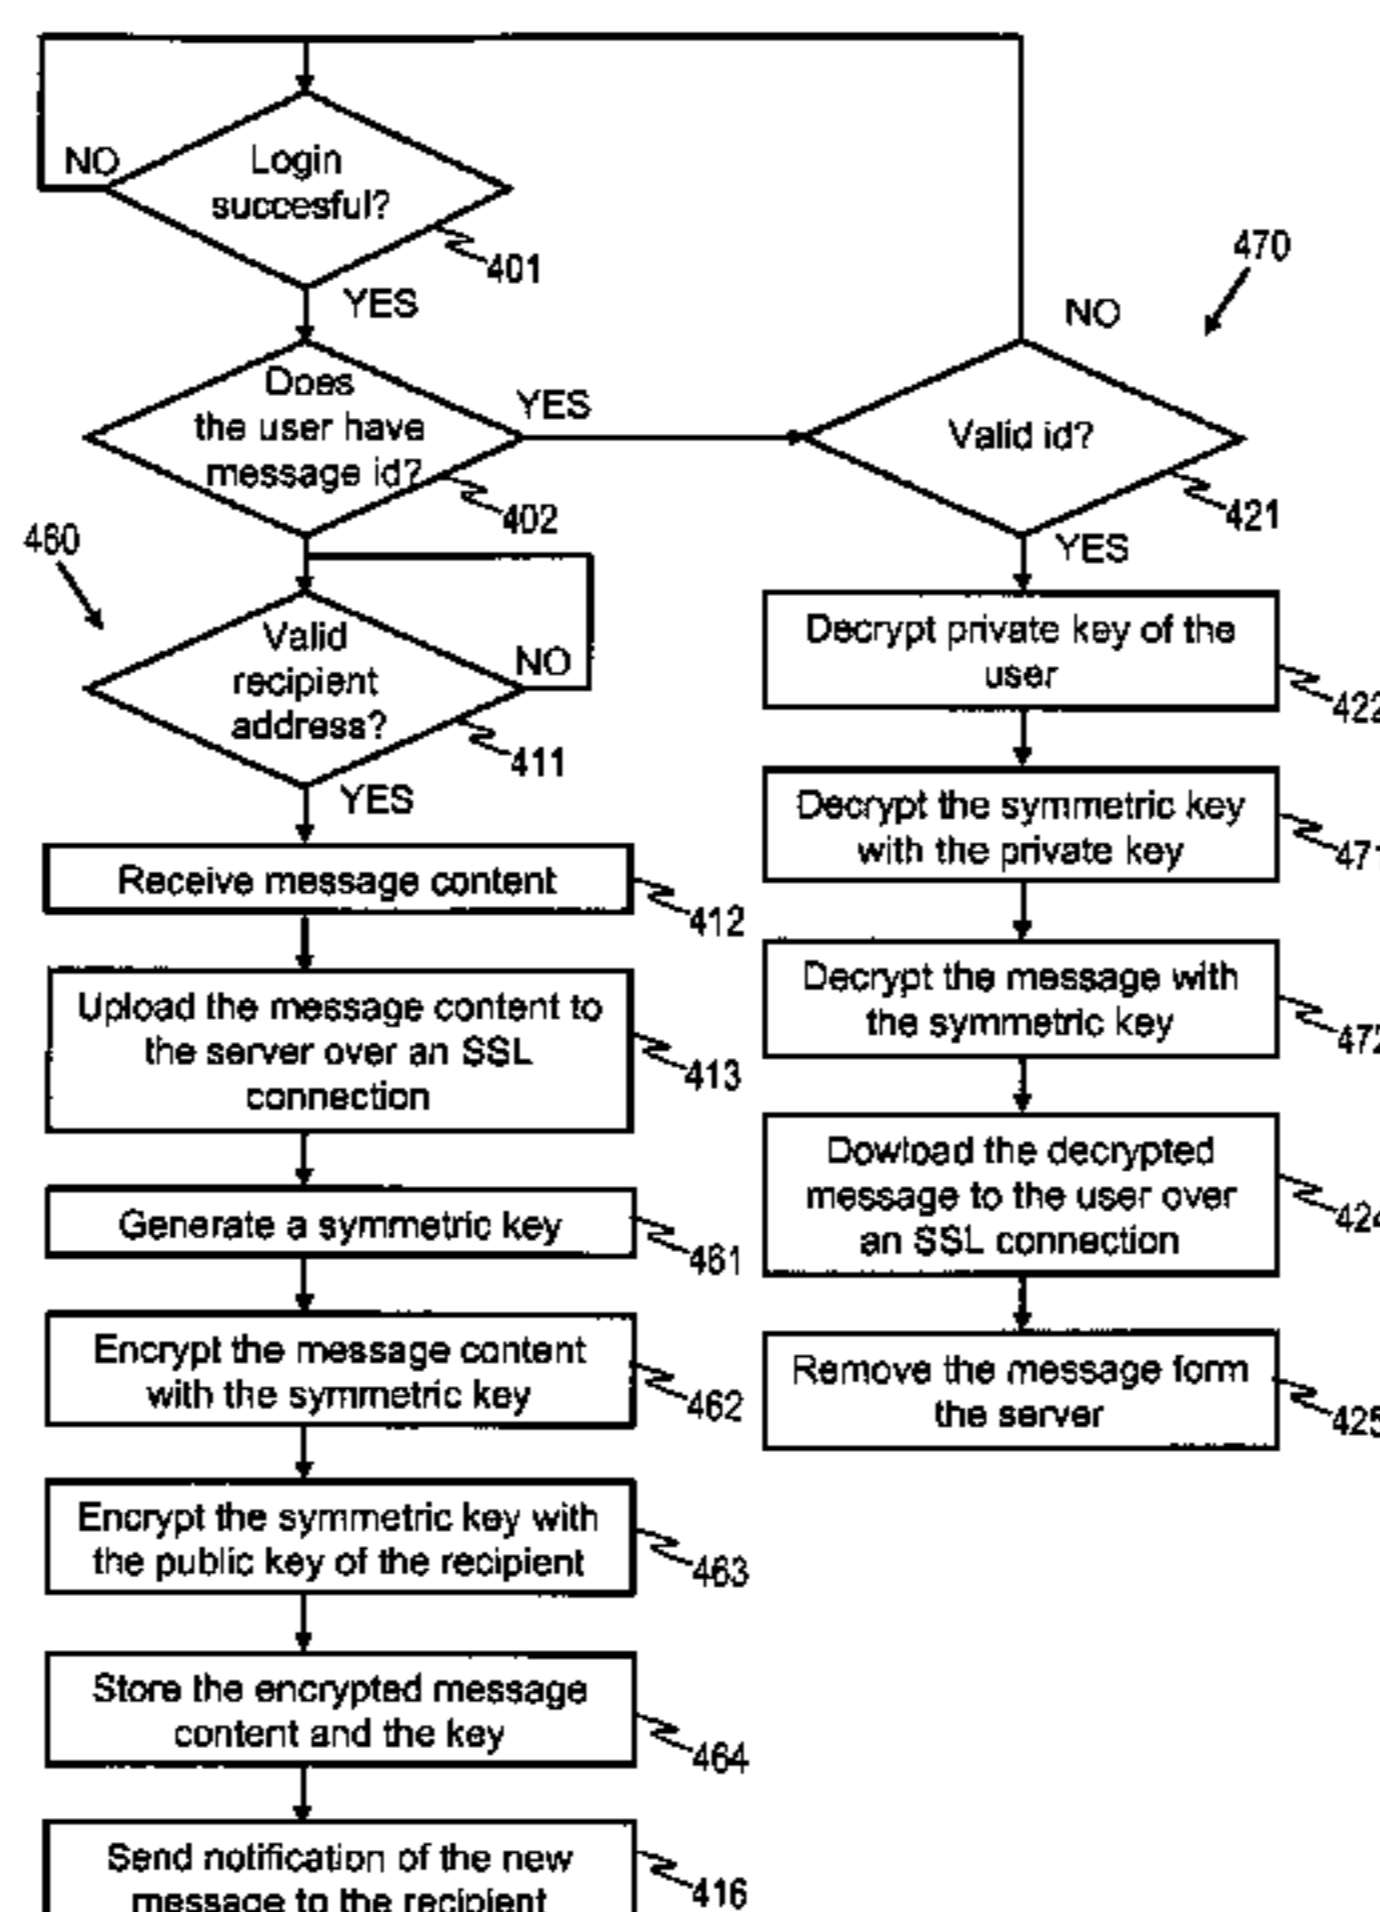 NO
Login
succesful?
401
YES
470
NO
Does
the user have
message id?
YES
402
Valid id?
421
YES
460
Valid
recipient
address?
NO
411
YES
Decrypt private key of the
user
422
Decrypt the symmetric key
with the private key
471
Receive message content
412
Decrypt the message with
the symmetric key
472
Upload the message content to
the server over an SSL
connection
413
Dowload the decrypted
message to the user over
an SSL connection
424
Generate a symmetric key
461
Remove the message form
the server
425
Encrypt the message content
with the symmetric key
462
Encrypt the symmetric key with
the public key of the recipient
463
Store the encrypted message
content and the key
464
Send notification of the new
message to the recipient
416